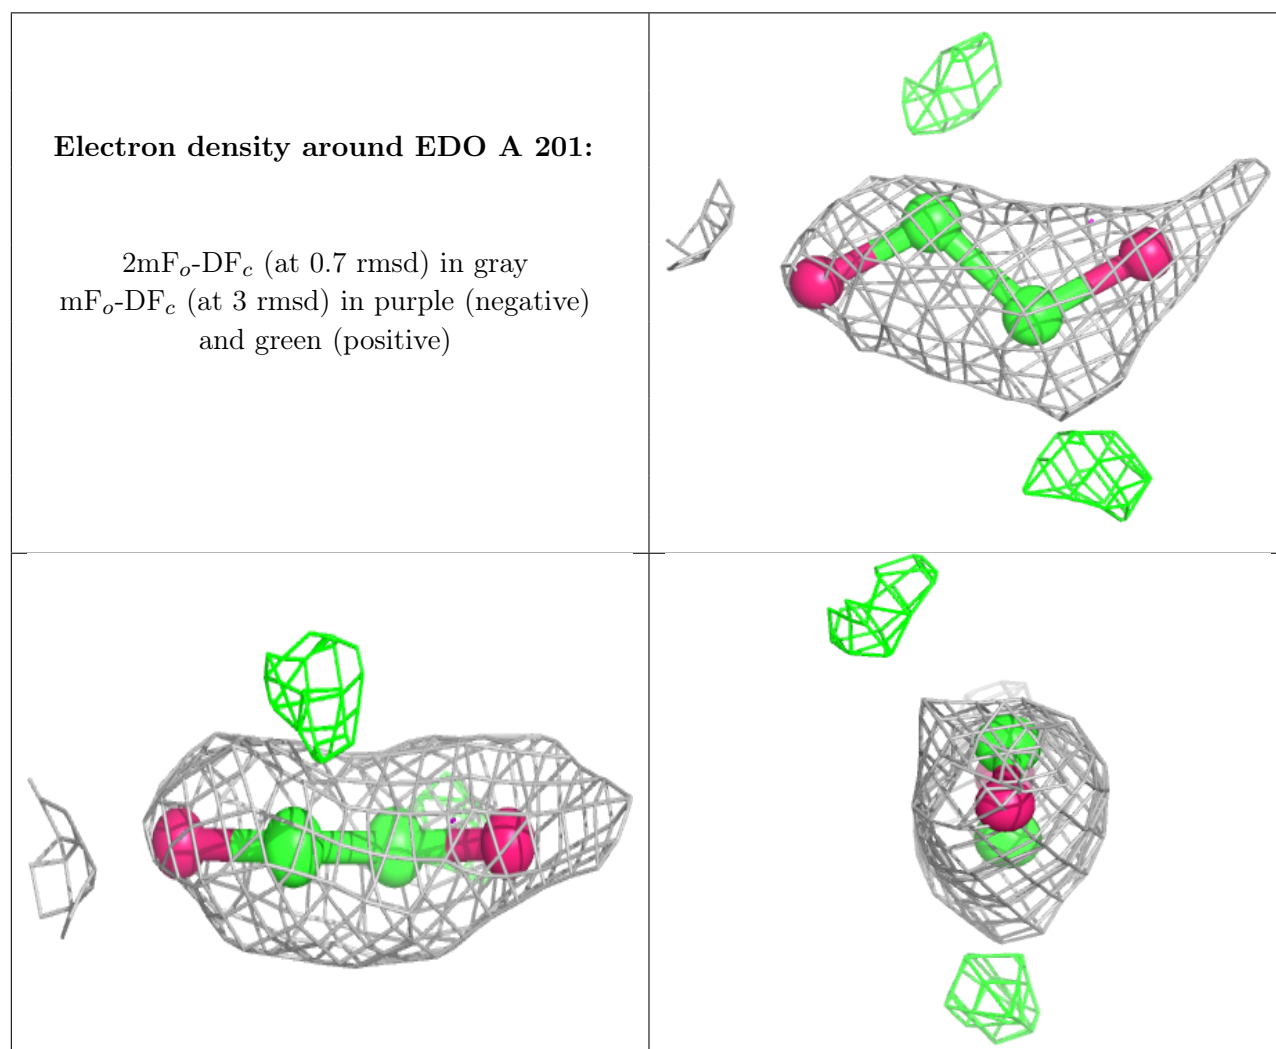 Electron density around EDO A 201:
2mFo-DFc (at 0.7 rmsd) in gray
mFo-DFc (at 3 rmsd) in purple (negative)
and green (positive)